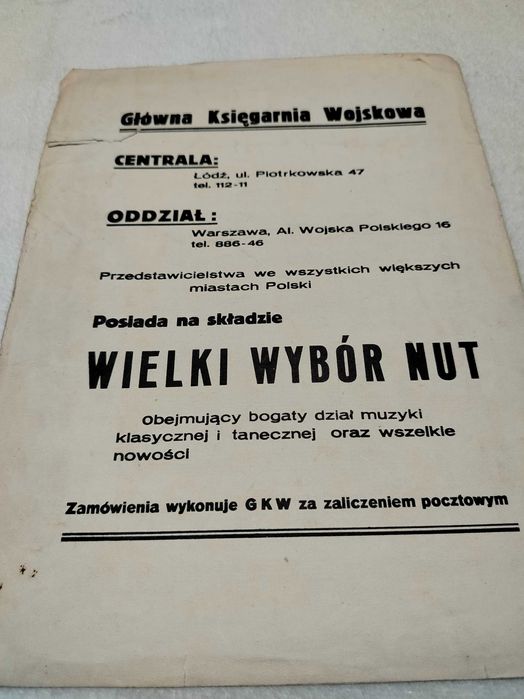 Główna Księgarnia Wojskowa
CENTRALA:
Łódź, ul. Piotrkowska 47
tel. 112-11
ODDZIAŁ:
Warszawa, Al. Wojska Polskiego 16
tel. 886-46
Przedstawicielstwa we wszystkich większych
miastach Polski
Posiada na składzie
WIELKI WYBÓR NUT
obejmujący bogaty dział muzyki
klasycznej i tanecznej oraz wszelkie
nowości
Zamówienia wykonuje GKW za zaliczeniem pocztowym